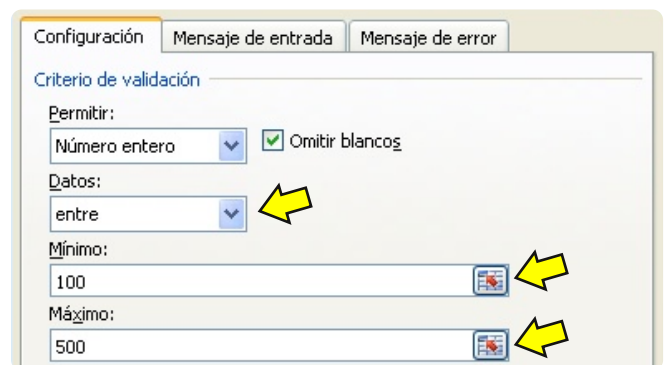 Configuración Mensaje de entrada Mensaje de error
Criterio de validación
Permitir:
Número entero Omitir blancos
Datos:
entre
Mínimo:
100
Máximo:
500